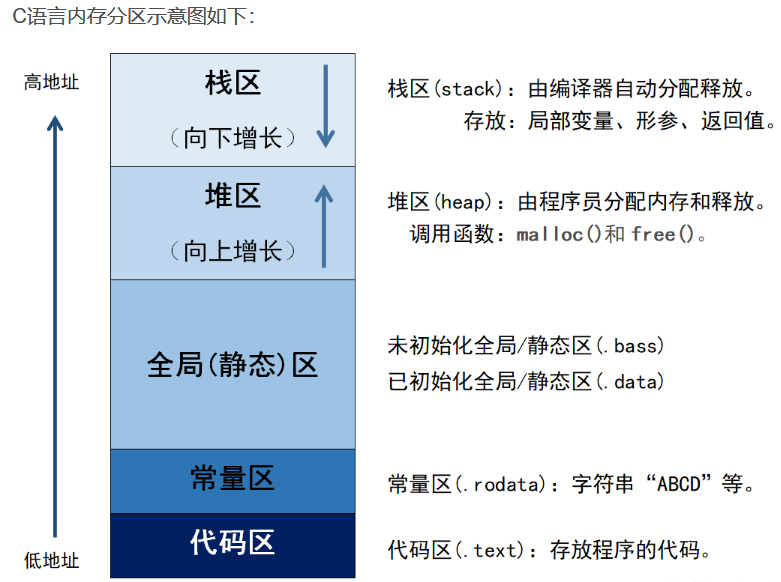 C语言内存分区示意图如下：
高地址
栈区
（向下增长）
栈区(stack)：由编译器自动分配释放。
存放：局部变量、形参、返回值。
堆区
（向上增长）
堆区(heap)：由程序员分配内存和释放。
调用函数：malloc()和 free()。
全局(静态)区
未初始化全局/静态区(.bass)
已初始化全局/静态区(.data)
常量区
常量区(.rodata)：字符串“ABCD”等。
代码区
代码区(.text)：存放程序的代码。
低地址